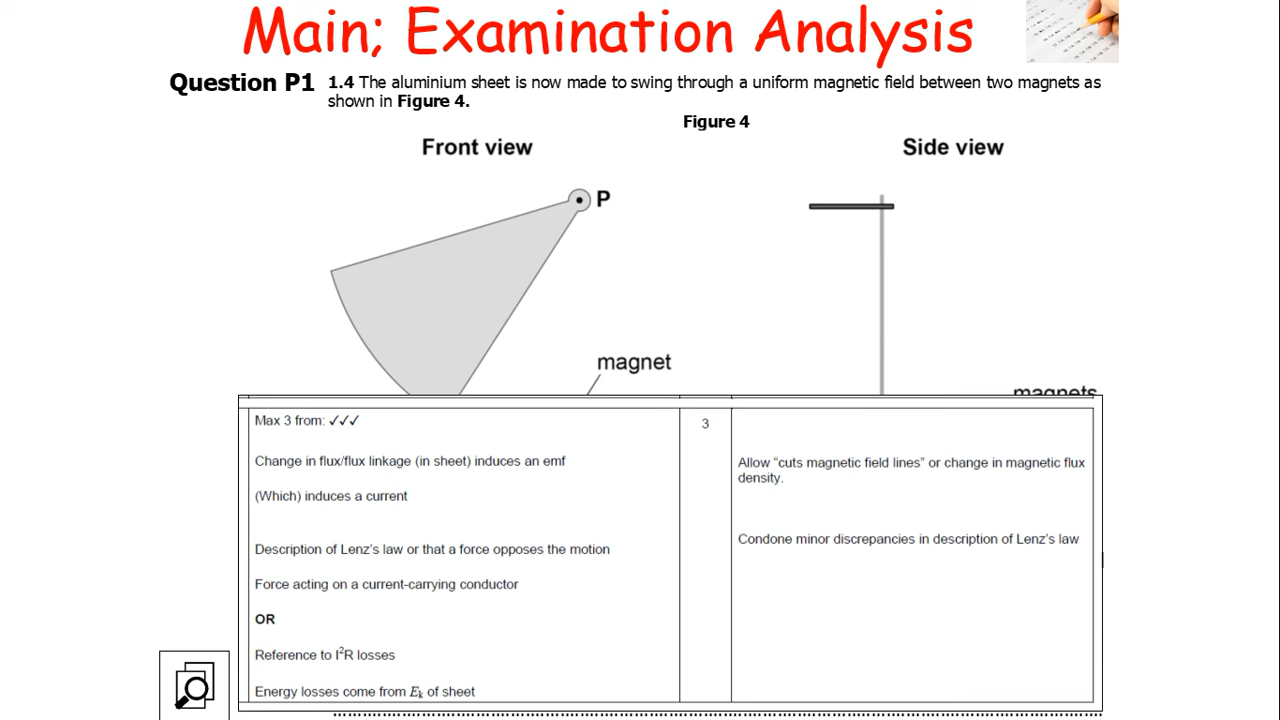 Main; Examination Analysis
Question P1
1.4 The aluminium sheet is now made to swing through a uniform magnetic field between two magnets as
shown in Figure 4.
Figure 4
Front view
Side view
P
magnet
magnets
Max 3 from: ✓✓✓
3
Change in flux/flux linkage (in sheet) induces an emf
Allow “cuts magnetic field lines” or change in magnetic flux
density.
(Which) induces a current
Condone minor discrepancies in description of Lenz’s law
Description of Lenz’s law or that a force opposes the motion
Force acting on a current-carrying conductor
OR
Reference to I²R losses
Energy losses come from Eₖ of sheet